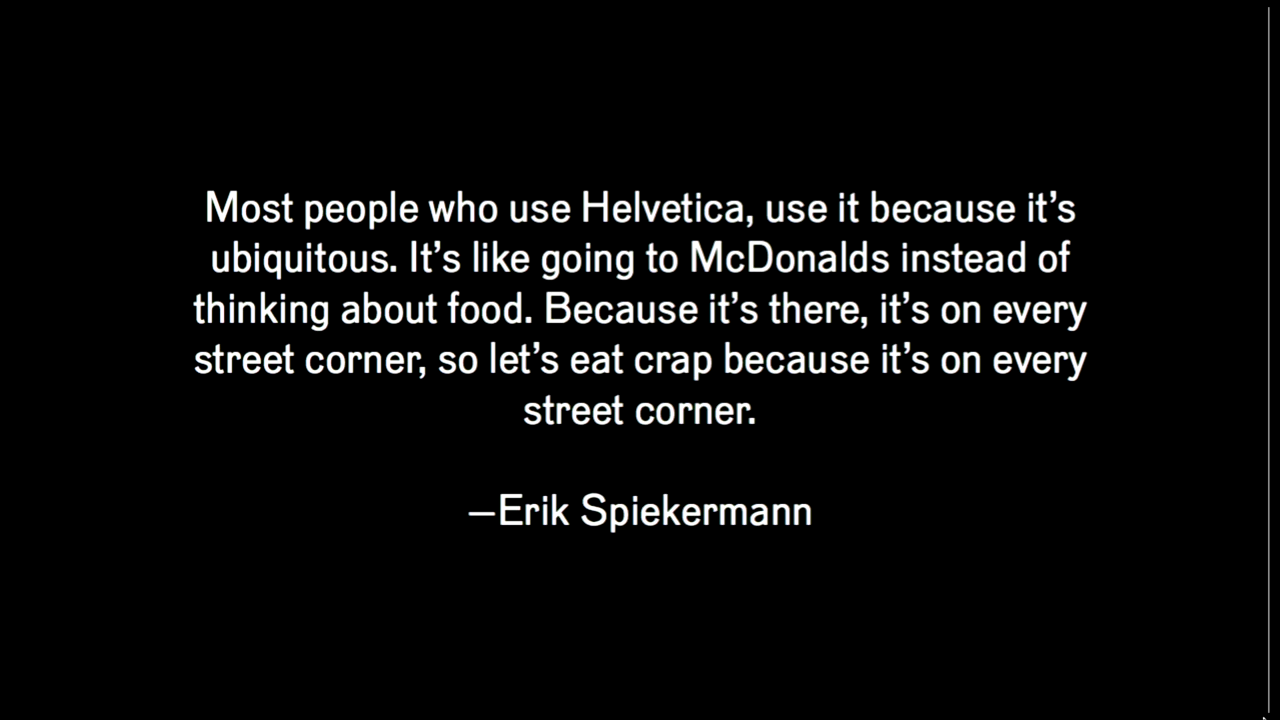 Most people who use Helvetica, use it because it’s
ubiquitous. It’s like going to McDonalds instead of
thinking about food. Because it’s there, it’s on every
street corner, so let’s eat crap because it’s on every
street corner.
—Erik Spiekermann